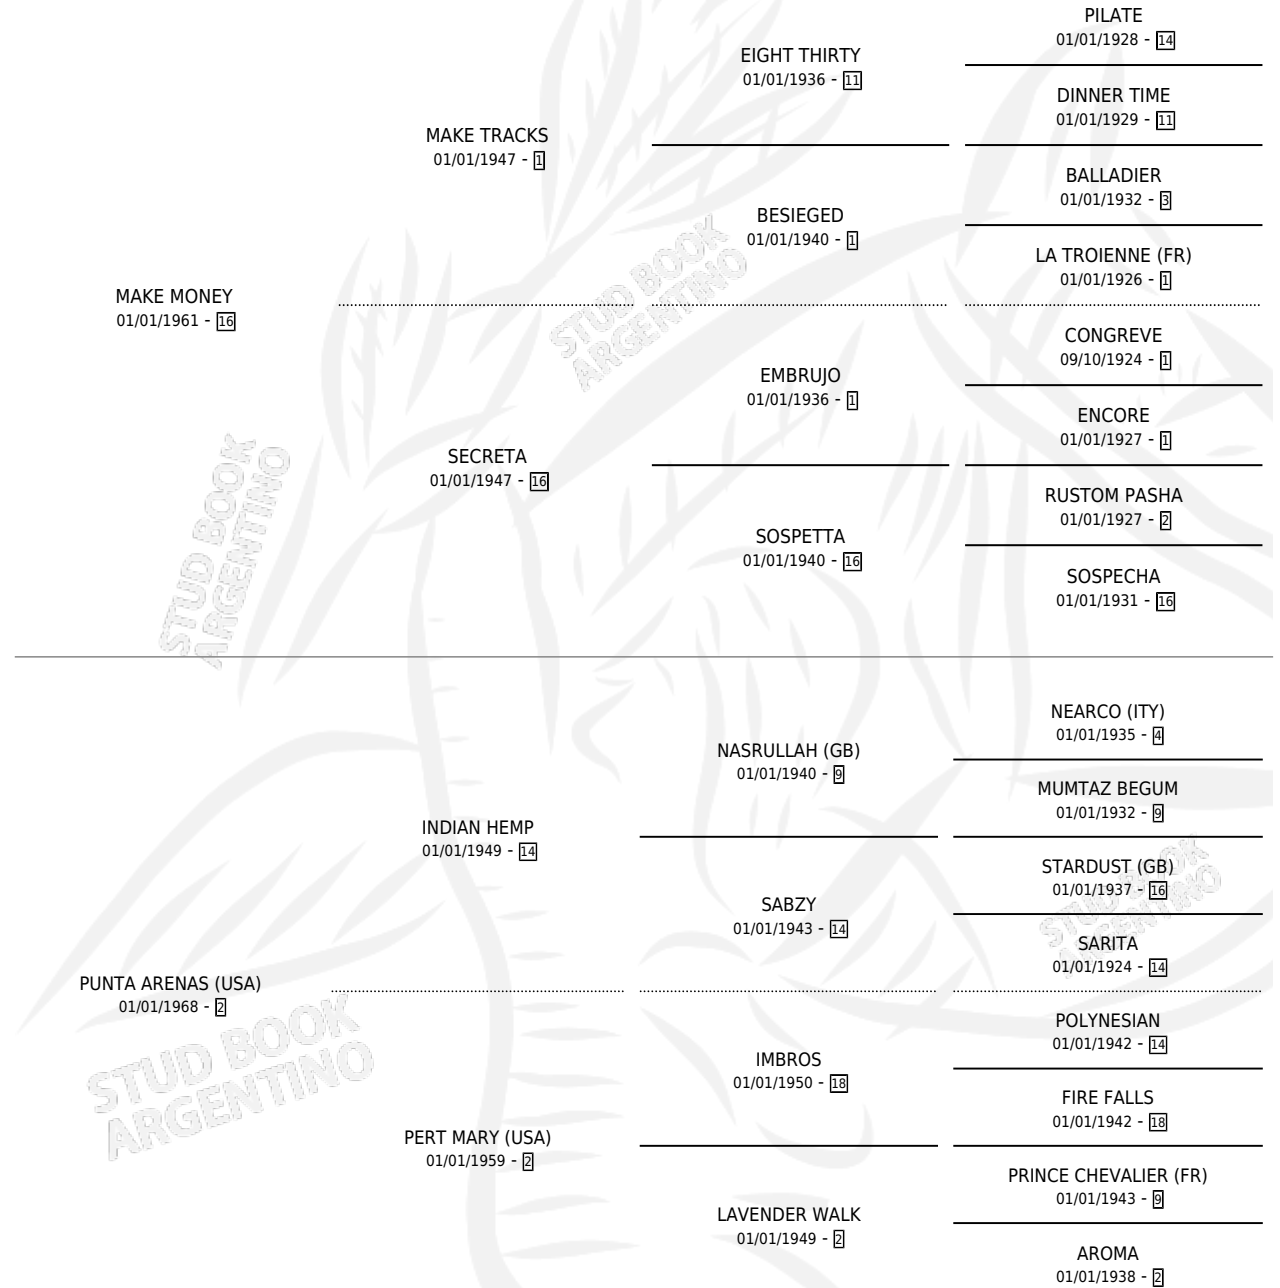 PILATE
01/01/1928 - 14
EIGHT THIRTY
01/01/1936 - 11
DINNER TIME
01/01/1929 - 11
MAKE TRACKS
01/01/1947 - 1
BALLADIER
01/01/1932 - 3
BESIEGED
01/01/1940 - 1
LA TROIENNE (FR)
01/01/1926 - 1
MAKE MONEY
01/01/1961 - 16
CONGREVE
09/10/1924 - 1
EMBRUJO
01/01/1936 - 1
ENCORE
01/01/1927 - 1
SECRETA
01/01/1947 - 16
RUSTOM PASHA
01/01/1927 - 2
SOSPETTA
01/01/1940 - 16
SOSPECHA
01/01/1931 - 16
STUD BOOK
ARGENTINO
STUD BOOK
ARGENTINO
NEARCO (ITY)
01/01/1935 - 4
NASRULLAH (GB)
01/01/1940 - 9
MUMTAZ BEGUM
01/01/1932 - 9
INDIAN HEMP
01/01/1949 - 14
STARDUST (GB)
01/01/1937 - 16
SABZY
01/01/1943 - 14
SARITA
01/01/1924 - 14
PUNTA ARENAS (USA)
01/01/1968 - 2
POLYNESIAN
01/01/1942 - 14
IMBROS
01/01/1950 - 18
FIRE FALLS
01/01/1942 - 18
PERT MARY (USA)
01/01/1959 - 2
PRINCE CHEVALIER (FR)
01/01/1943 - 9
LAVENDER WALK
01/01/1949 - 2
AROMA
01/01/1938 - 2
STUD BOOK
ARGENTINO
STUD BOOK
ARGENTINO